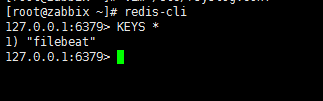 [root@zabbix ~]# redis-cli
127.0.0.1:6379> KEYS *
1) "filebeat"
127.0.0.1:6379>